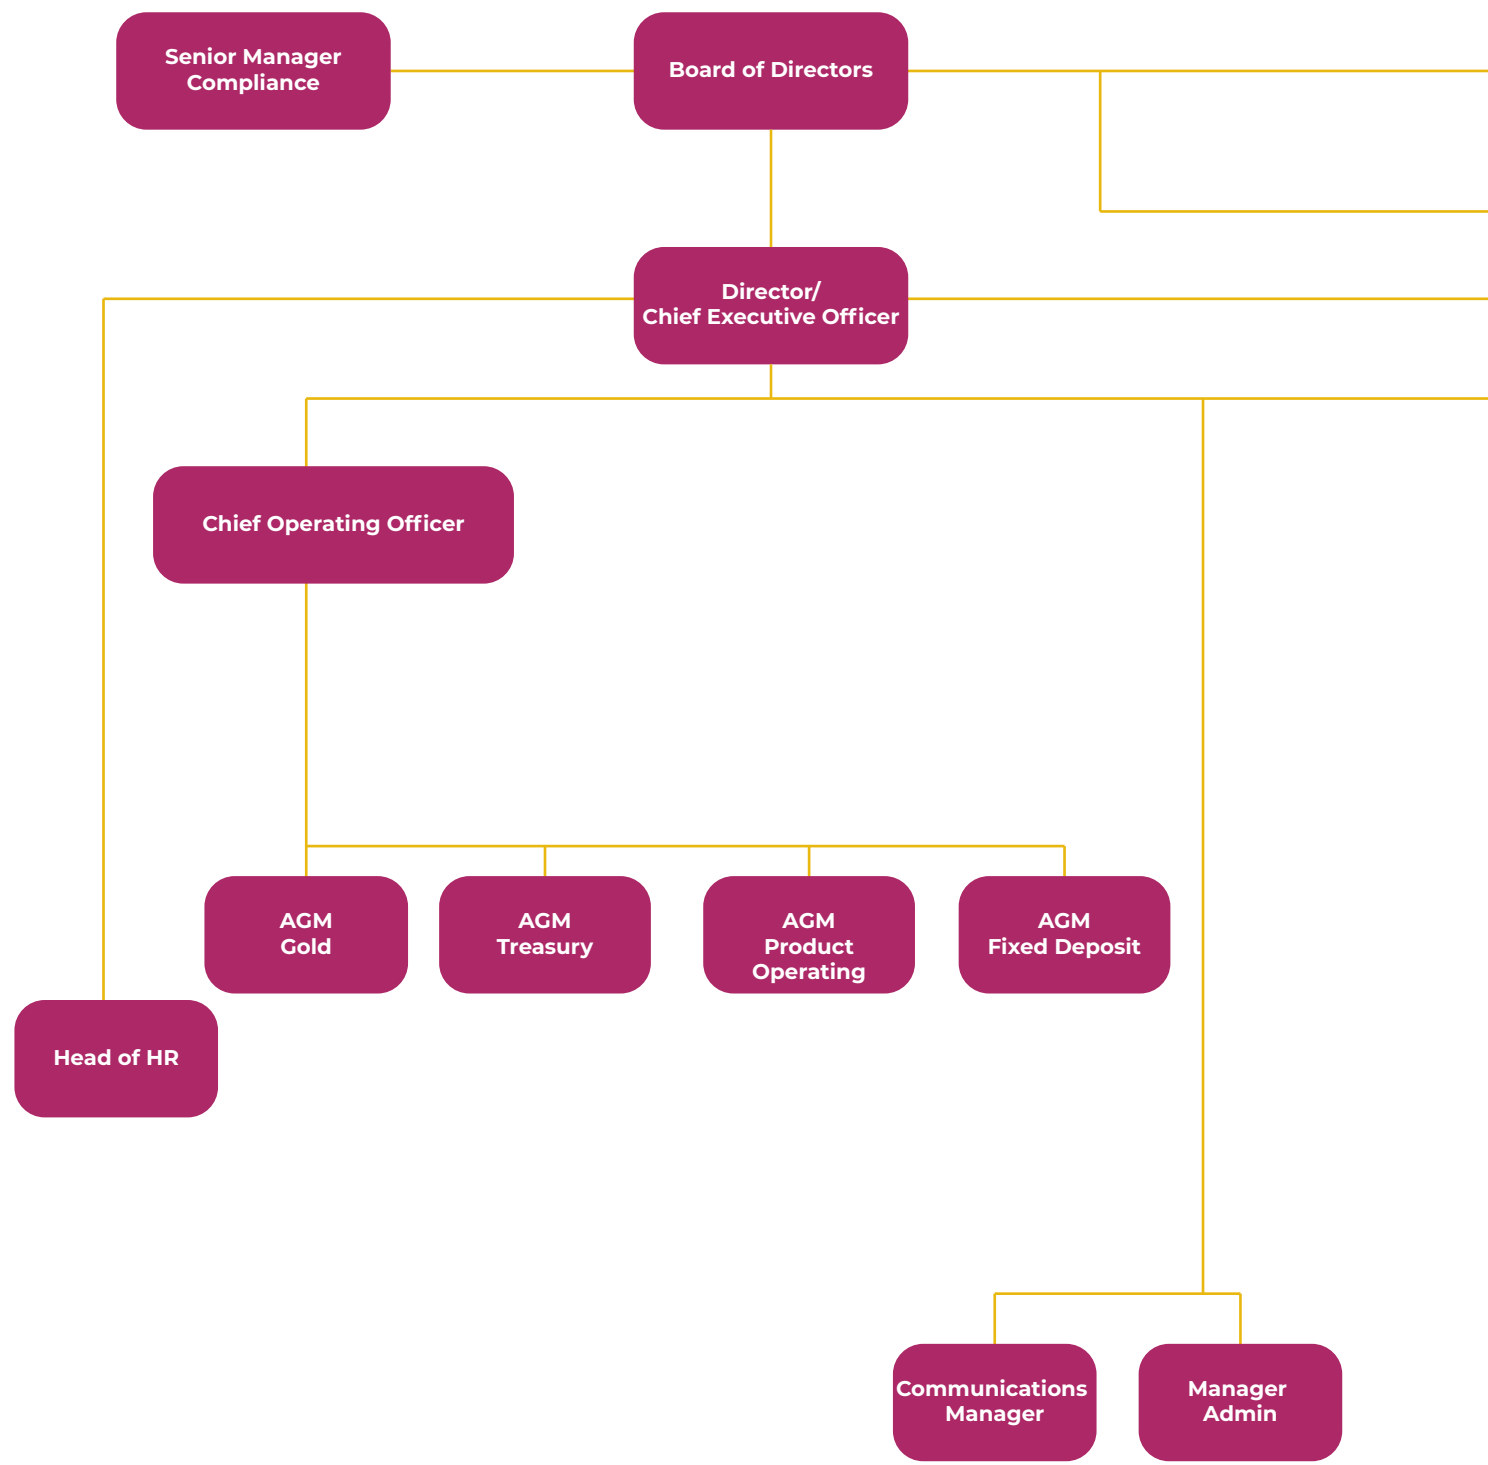 Senior Manager
Compliance
Board of Directors
Director/
Chief Executive Officer
Chief Operating Officer
AGM
Gold
AGM
Treasury
AGM
Product
Operating
AGM
Fixed Deposit
Head of HR
Communications
Manager
Manager
Admin